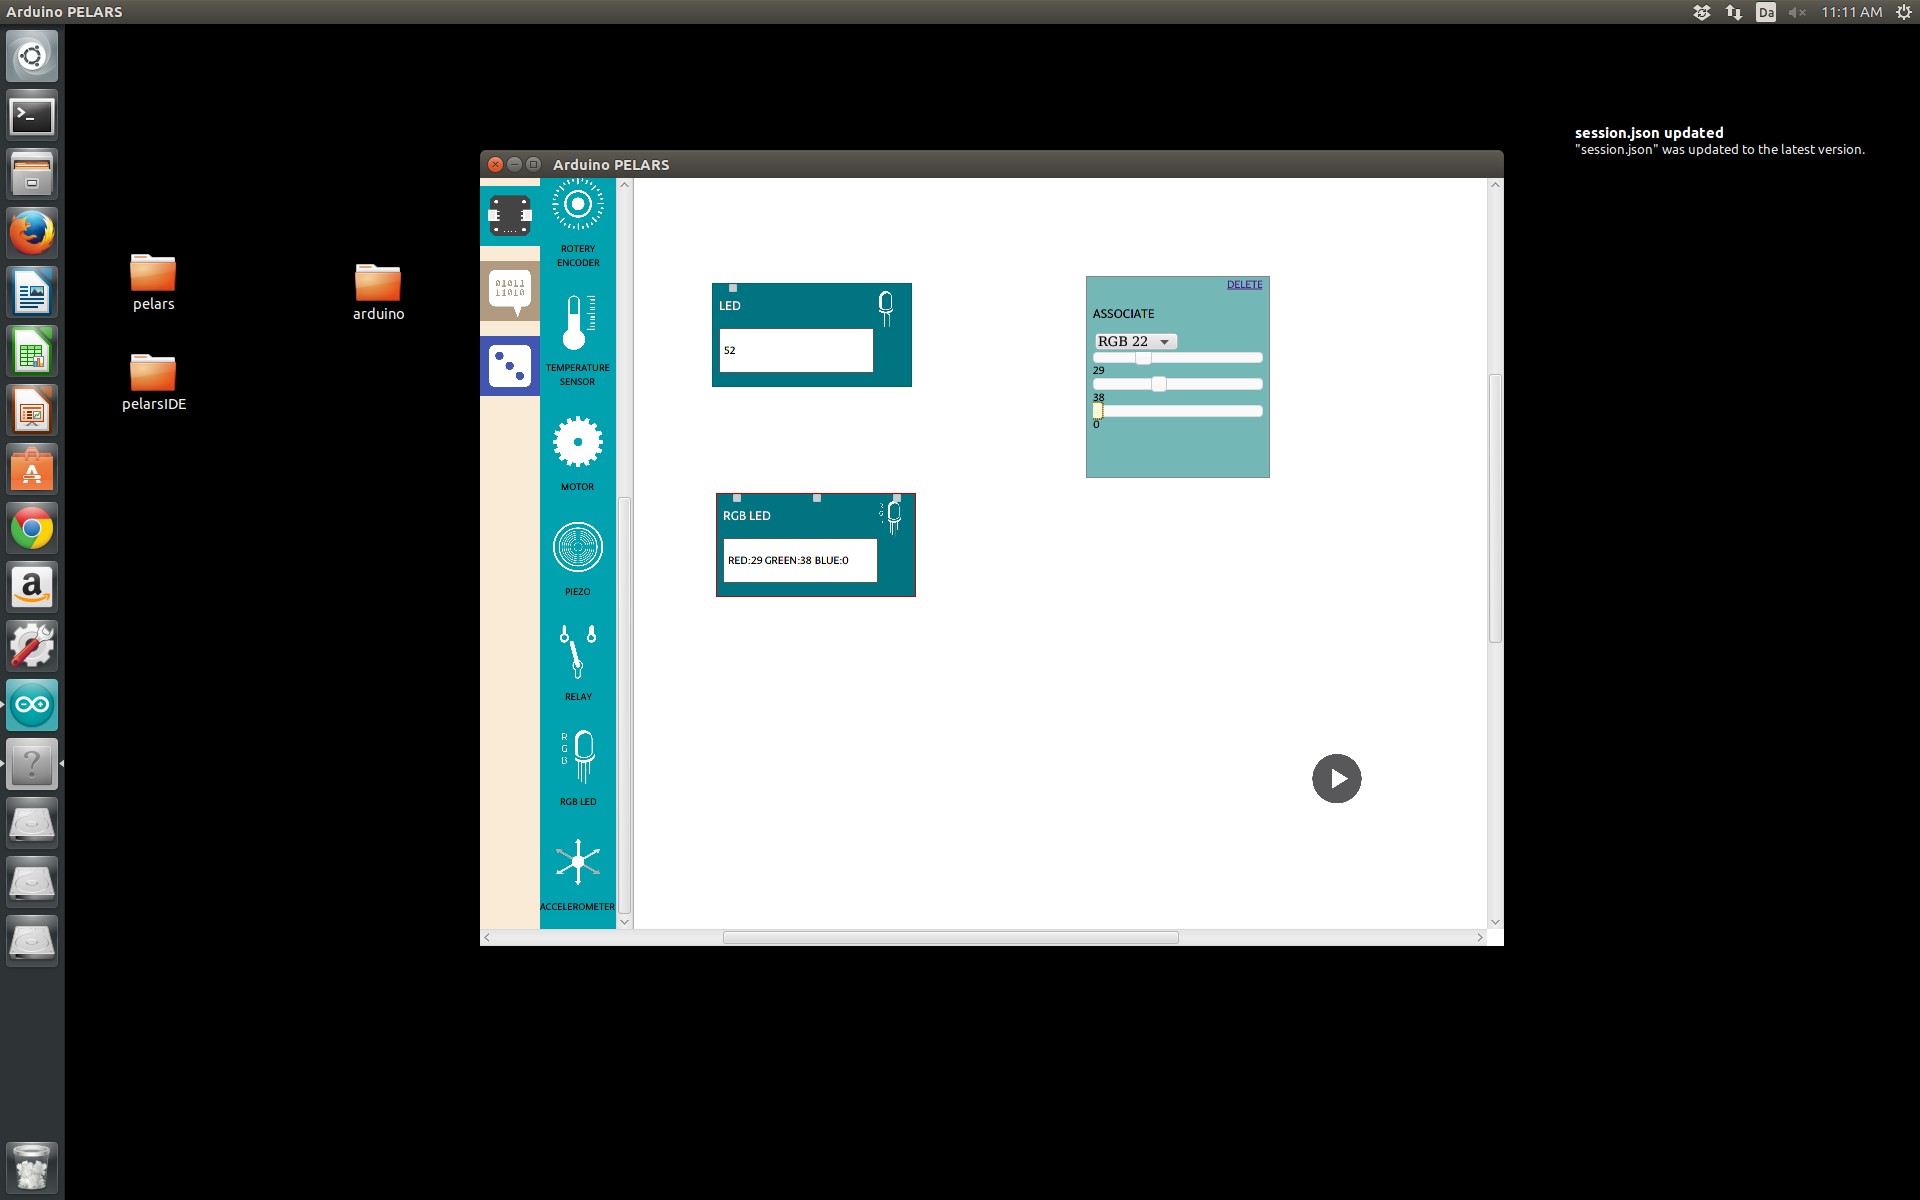 Arduino PELARS
Da
11:11 AM
session.json updated
"session.json" was updated to the latest version.
Arduino PELARS
pelars
arduino
pelarsIDE
01011
11010
ROTERY
ENCODER
TEMPERATURE
SENSOR
MOTOR
PIEZO
RELAY
R
G
B
RGB LED
ACCELEROMETER
LED
52
RGB LED
RED:29 GREEN:38 BLUE:0
DELETE
ASSOCIATE
RGB 22
29
38
0